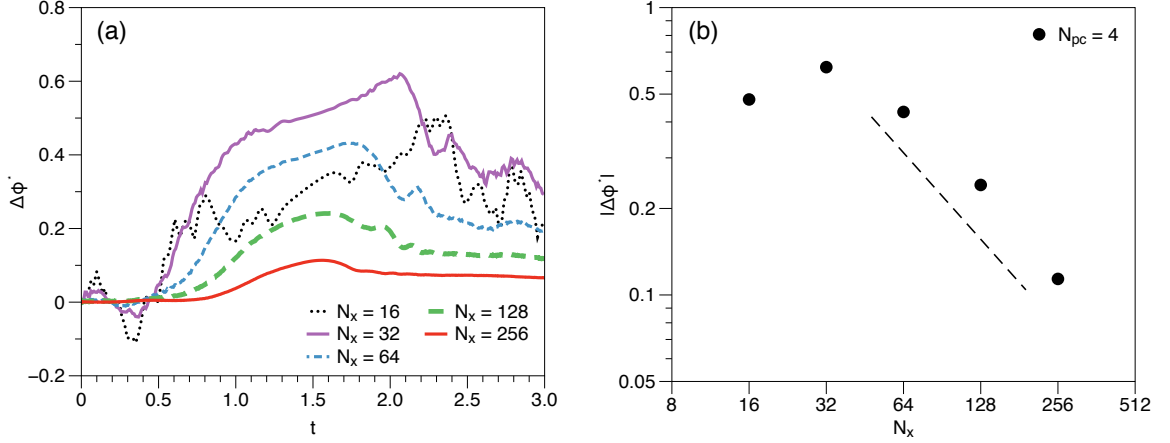 (a)
Δϕ*
0.8
0.6
0.4
0.2
0
−0.2
0
0.5
1.0
1.5
2.0
2.5
3.0
t
N_x = 16
N_x = 32
N_x = 64
N_x = 128
N_x = 256
(b)
N_pc = 4
|Δϕ*|
1
0.5
0.2
0.1
0.05
8
16
32
64
128
256
512
N_x